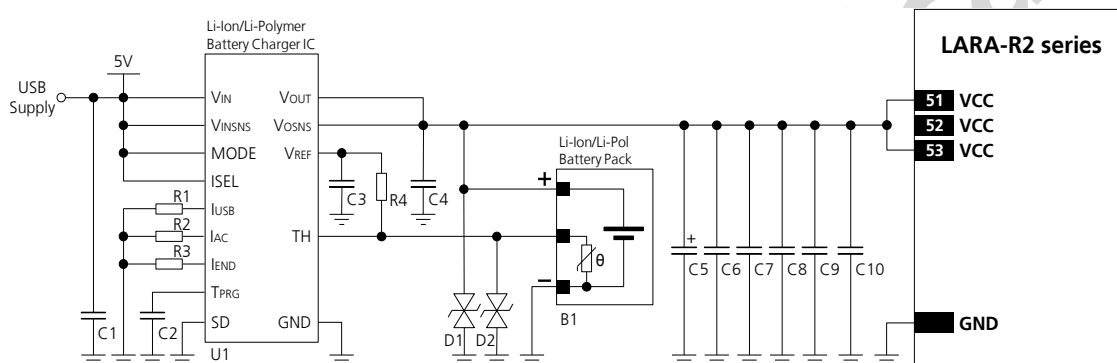 Li-Ion/Li-Polymer
Battery Charger IC
LARA-R2 series
5V
USB
Supply
VIN
VOUT
51 VCC
VINSNS
VOSNS
52 VCC
Li-Ion/Li-Pol
Battery Pack
MODE
VREF
53 VCC
ISEL
+
C3
R4
C4
R1
IUSB
R2
IAC
TH
R3
IEND
θ
+
C5
C6
C7
C8
C9
C10
TPRG
–
B1
C1
C2
SD
GND
D1
D2
GND
U1